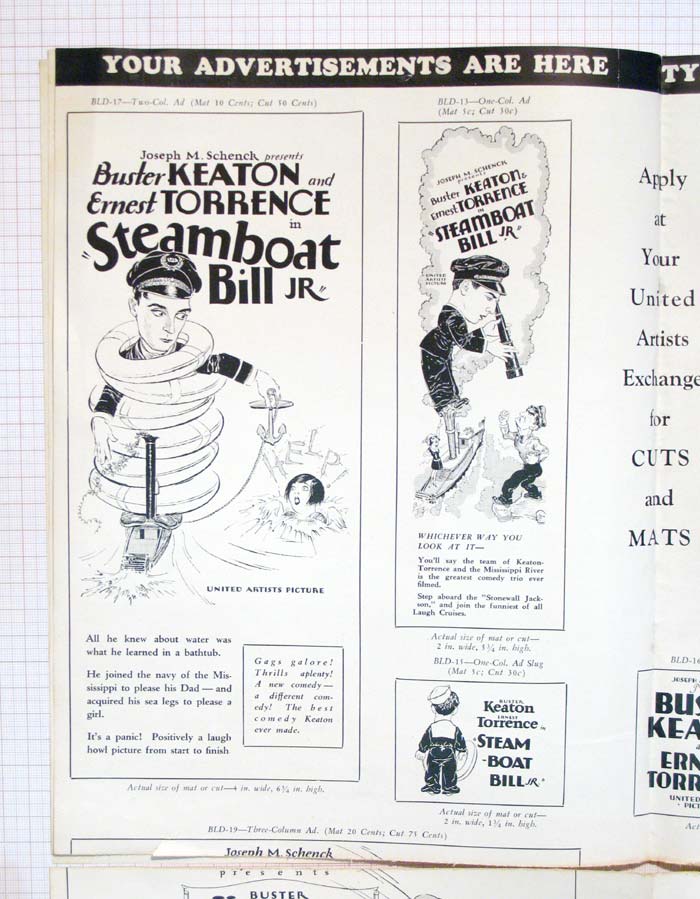 YOUR ADVERTISEMENTS ARE HERE
TY
BLD-17—Two-Col. Ad (Mat 10 Cents; Cut 50 Cents)
Joseph M. Schenck presents
Buster KEATON and
Ernest TORRENCE
in
"Steamboat
Bill JR"
HELP!
UNITED ARTISTS PICTURE
All he knew about water was
what he learned in a bathtub.
He joined the navy of the Mis-
sissippi to please his Dad — and
acquired his sea legs to please a
girl.
It's a panic! Positively a laugh
howl picture from start to finish
Gags galore!
Thrills aplenty!
A new comedy—
a different com-
edy! The best
comedy Keaton
ever made.
Actual size of mat or cut—4 in. wide, 6¾ in. high.
BLD-13—One-Col. Ad
(Mat 5c; Cut 30c)
JOSEPH M. SCHENCK
PRESENTS
Buster KEATON &
Ernest TORRENCE
IN
"STEAMBOAT
BILL JR."
UNITED
ARTISTS
PICTURE
WHICHEVER WAY YOU
LOOK AT IT—
You'll say the team of Keaton-
Torrence and the Mississippi River
is the greatest comedy trio ever
filmed.
Step aboard the "Stonewall Jack-
son," and join the funniest of all
Laugh Cruises.
Actual size of mat or cut—
2 in. wide, 5¾ in. high.
BLD-15—One-Col. Ad Slug
(Mat 5c; Cut 30c)
BUSTER
Keaton
ERNEST
Torrence in
"STEAM
-BOAT
BILL JR."
Actual size of mat or cut—
2 in. wide, 1¾ in. high.
Apply
at
Your
United
Artists
Exchange
for
CUTS
and
MATS
BLD-16
JOSEPH
BUS
KEA
ERN
TORR
UNITED
PICT
Act
BLD-19—Three-Column Ad. (Mat 20 Cents; Cut 75 Cents)
Joseph M. Schenck
presents
BUSTER